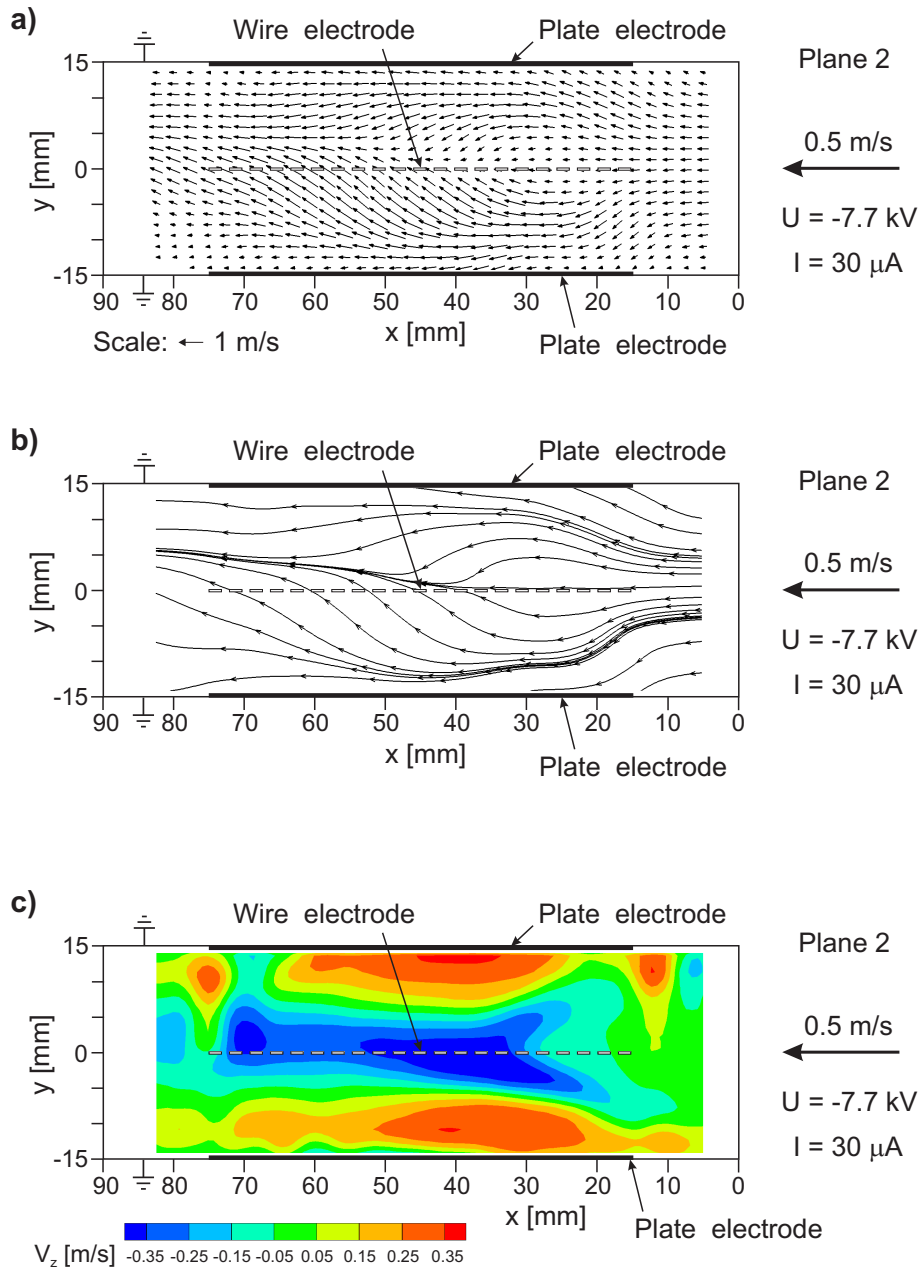 a)
Wire electrode
Plate electrode
Plane 2
15
0
-15
y [mm]
0.5 m/s
U = -7.7 kV
I = 30 μA
90 80 70 60 50 40 30 20 10 0
x [mm]
Scale: 1 m/s
Plate electrode
b)
Wire electrode
Plate electrode
Plane 2
15
0
-15
y [mm]
0.5 m/s
U = -7.7 kV
I = 30 μA
90 80 70 60 50 40 30 20 10 0
x [mm]
Plate electrode
c)
Wire electrode
Plate electrode
Plane 2
15
0
-15
y [mm]
0.5 m/s
U = -7.7 kV
I = 30 μA
90 80 70 60 50 40 30 20 10 0
x [mm]
Plate electrode
V_z [m/s] -0.35 -0.25 -0.15 -0.05 0.05 0.15 0.25 0.35